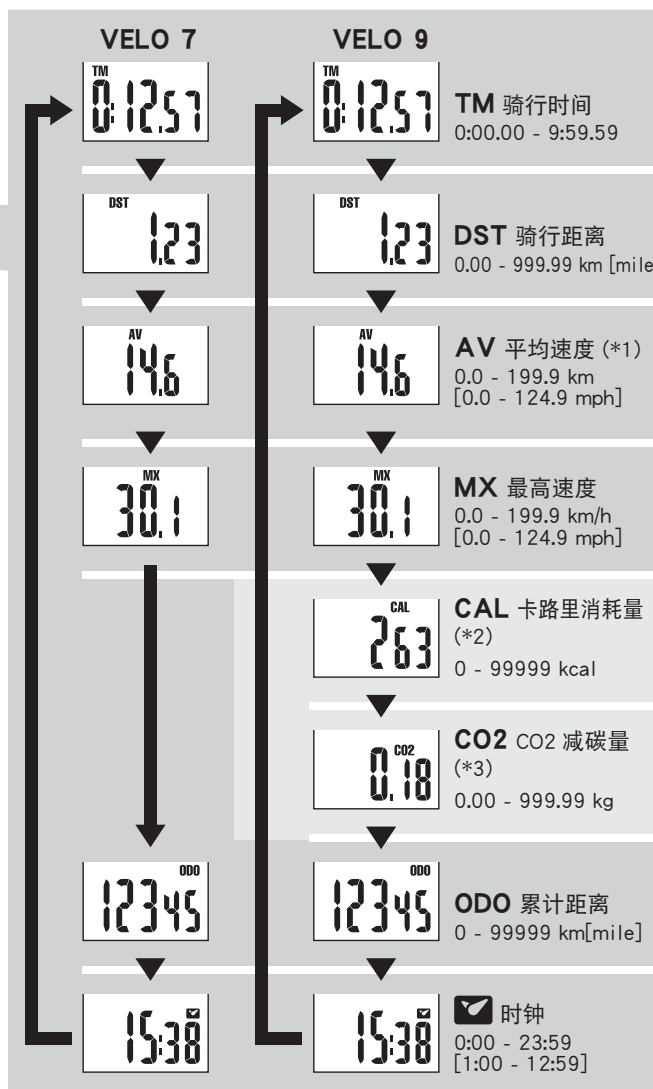 VELO 7 VELO 9
TM TM
0:12.57 0:12.57 TM 骑行时间
0:00.00 - 9:59.59
DST DST
1.23 1.23 DST 骑行距离
0.00 - 999.99 km [mile
AV AV
14.6 14.6 AV 平均速度 (*1)
0.0 - 199.9 km
[0.0 - 124.9 mph]
MX MX
30.1 30.1 MX 最高速度
0.0 - 199.9 km/h
[0.0 - 124.9 mph]
CAL
263 CAL 卡路里消耗量
(*2)
0 - 99999 kcal
CO2
0.18 CO2 CO2 减碳量
(*3)
0.00 - 999.99 kg
ODO ODO
12345 12345 ODO 累计距离
0 - 99999 km[mile]
15:38 15:38 时钟
0:00 - 23:59
[1:00 - 12:59]